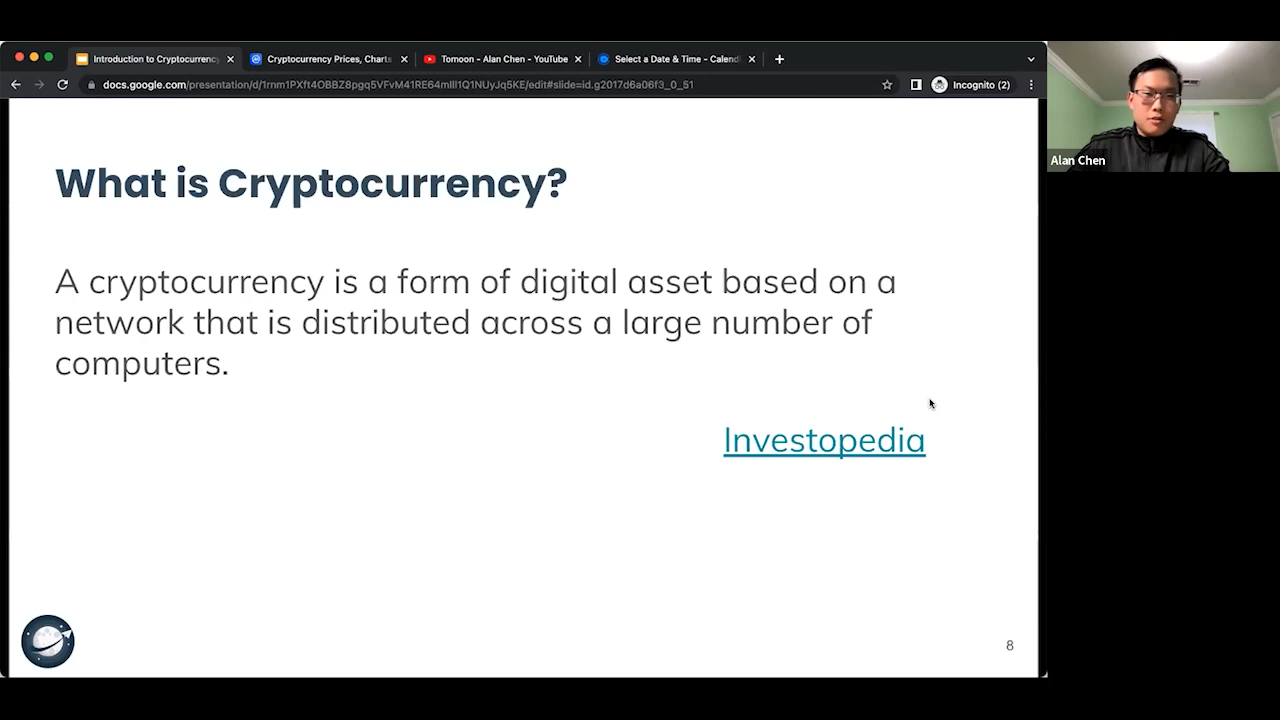 Introduction to Cryptocurrency
Cryptocurrency Prices, Charts
Tomoon - Alan Chen - YouTube
Select a Date & Time - Calendl
docs.google.com/presentation/d/1rnm1PXft4OBBZ8pgq5VFvM41RE64mIll1Q1NUyJq5KE/edit#slide=id.g2017d6a06f3_0_51
Incognito (2)
Alan Chen
What is Cryptocurrency?
A cryptocurrency is a form of digital asset based on a
network that is distributed across a large number of
computers.
Investopedia
8